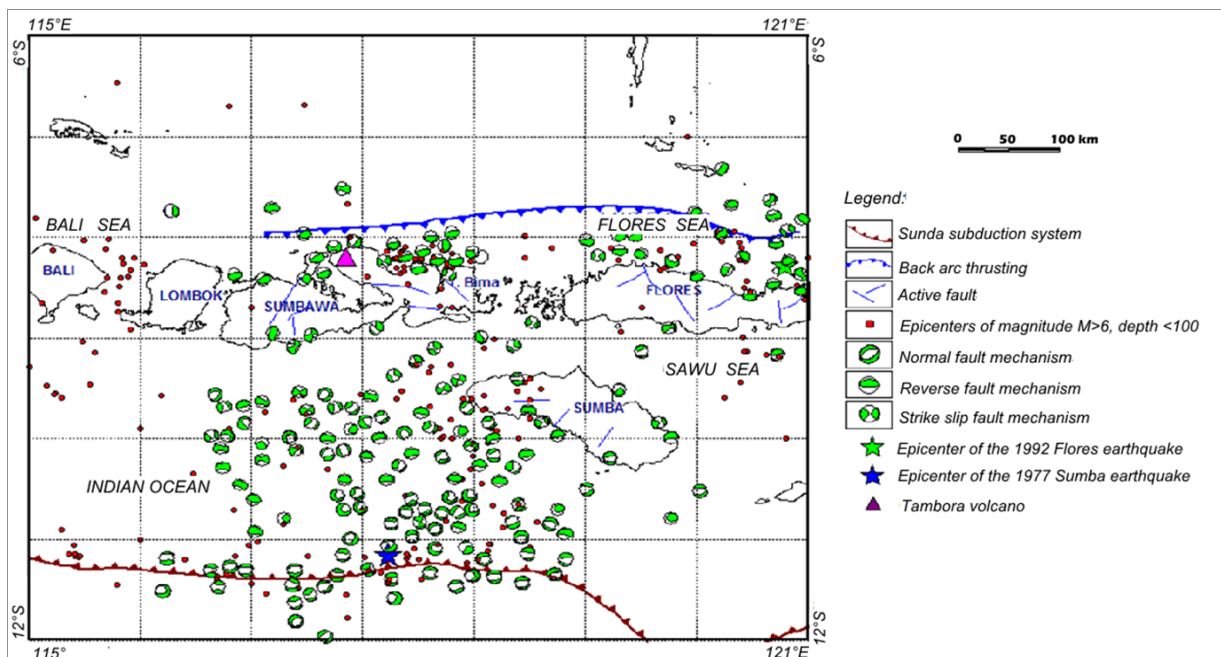 115°E
121°E
6°S
6°S
BALI SEA
FLORES SEA
BALI
LOMBOK
SUMBAWA
Bima
FLORES
SAWU SEA
SUMBA
INDIAN OCEAN
12°S
12°S
115°
121°E
0 50 100 km
Legend:
Sunda subduction system
Back arc thrusting
Active fault
Epicenters of magnitude M>6, depth <100
Normal fault mechanism
Reverse fault mechanism
Strike slip fault mechanism
Epicenter of the 1992 Flores earthquake
Epicenter of the 1977 Sumba earthquake
Tambora volcano